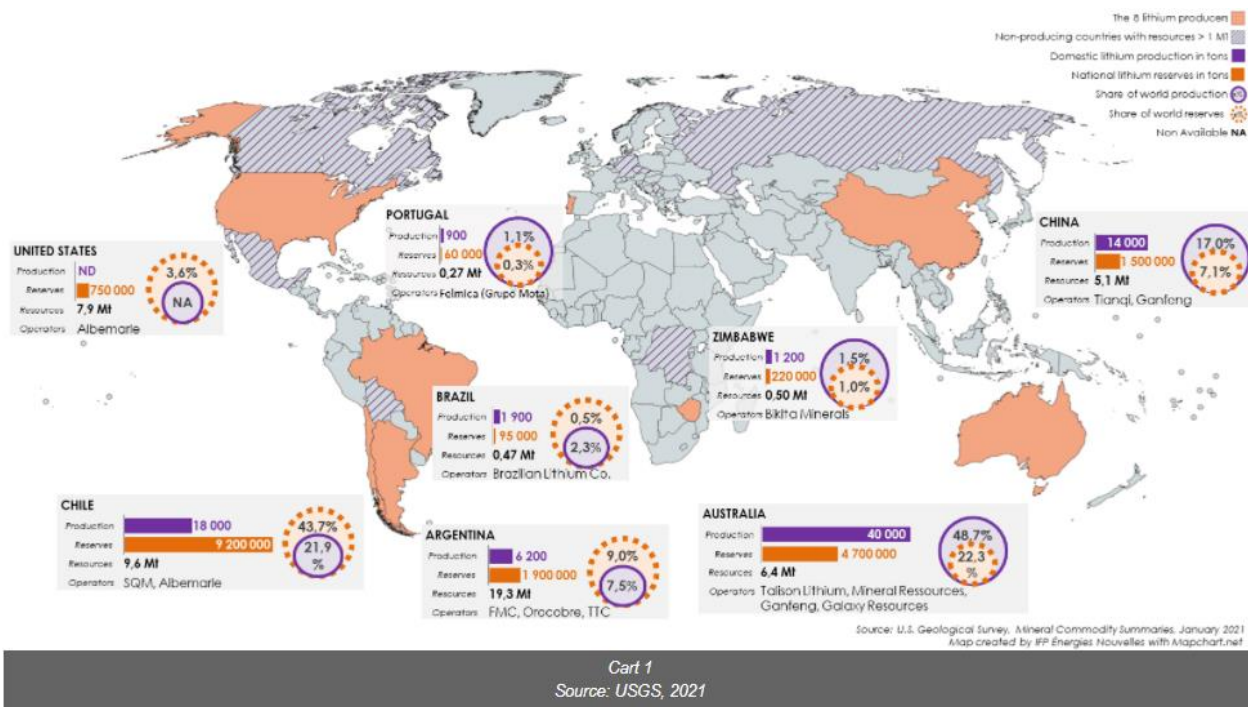 The 8 lithium producers
Non-producing countries with resources > 1 MT
Domestic lithium production in tons
National lithium reserves in tons
Share of world production
Share of world reserves
Non Available NA
UNITED STATES
Production ND
Reserves 750 000
Resources 7,9 Mt
Operators Albemarle
3,6%
NA
PORTUGAL
Production 900
Reserves 60 000
Resources 0,27 Mt
Operators Felmica (Grupo Mota)
1,1%
0,3%
CHINA
Production 14 000
Reserves 1 500 000
Resources 5,1 Mt
Operators Tianqi, Ganfeng
17,0%
7,1%
ZIMBABWE
Production 1 200
Reserves 220 000
Resources 0,50 Mt
Operators Bikita Minerals
1,5%
1,0%
BRAZIL
Production 1 900
Reserves 95 000
Resources 0,47 Mt
Operators Brazilian Lithium Co.
0,5%
2,3%
CHILE
Production 18 000
Reserves 9 200 000
Resources 9,6 Mt
Operators SQM, Albemarle
43,7%
21,9
%
ARGENTINA
Production 6 200
Reserves 1 900 000
Resources 19,3 Mt
Operators FMC, Orocobre, TTC
9,0%
7,5%
AUSTRALIA
Production 40 000
Reserves 4 700 000
Resources 6,4 Mt
Operators Talison Lithium, Mineral Ressources,
Ganfeng, Galaxy Resources
48,7%
22,3
%
Source: U.S. Geological Survey, Mineral Commodity Summaries, January 2021
Map created by IFP Énergies Nouvelles with Mapchart.net
Cart 1
Source: USGS, 2021